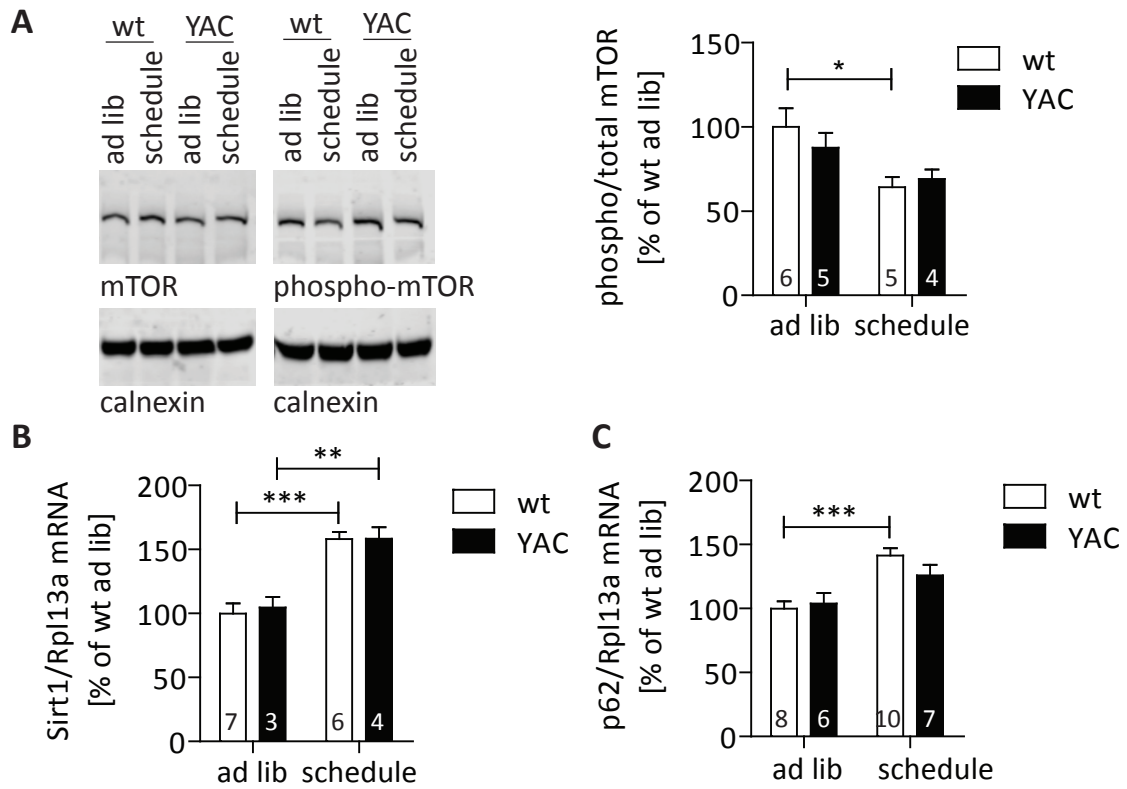 A
wt YAC wt YAC
ad lib schedule ad lib schedule ad lib schedule ad lib schedule
mTOR phospho-mTOR
calnexin calnexin
phospho/total mTOR
[% of wt ad lib]
150
100
50
0
*
wt
YAC
6 5 5 4
ad lib schedule
B
Sirt1/Rpl13a mRNA
[% of wt ad lib]
200
150
100
50
0
**
***
wt
YAC
7 3 6 4
ad lib schedule
C
p62/Rpl13a mRNA
[% of wt ad lib]
200
150
100
50
0
***
wt
YAC
8 6 10 7
ad lib schedule